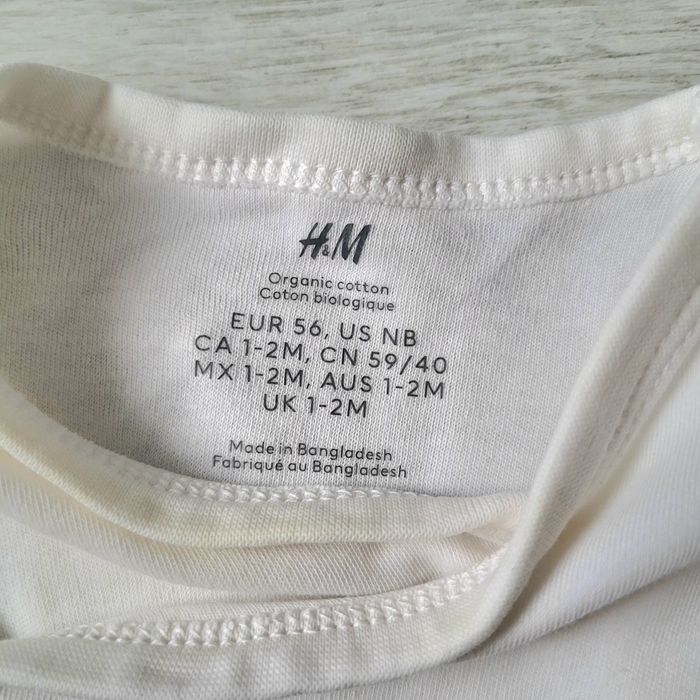 H&M
Organic cotton
Coton biologique
EUR 56, US NB
CA 1-2M, CN 59/40
MX 1-2M, AUS 1-2M
UK 1-2M
Made in Bangladesh
Fabriqué au Bangladesh